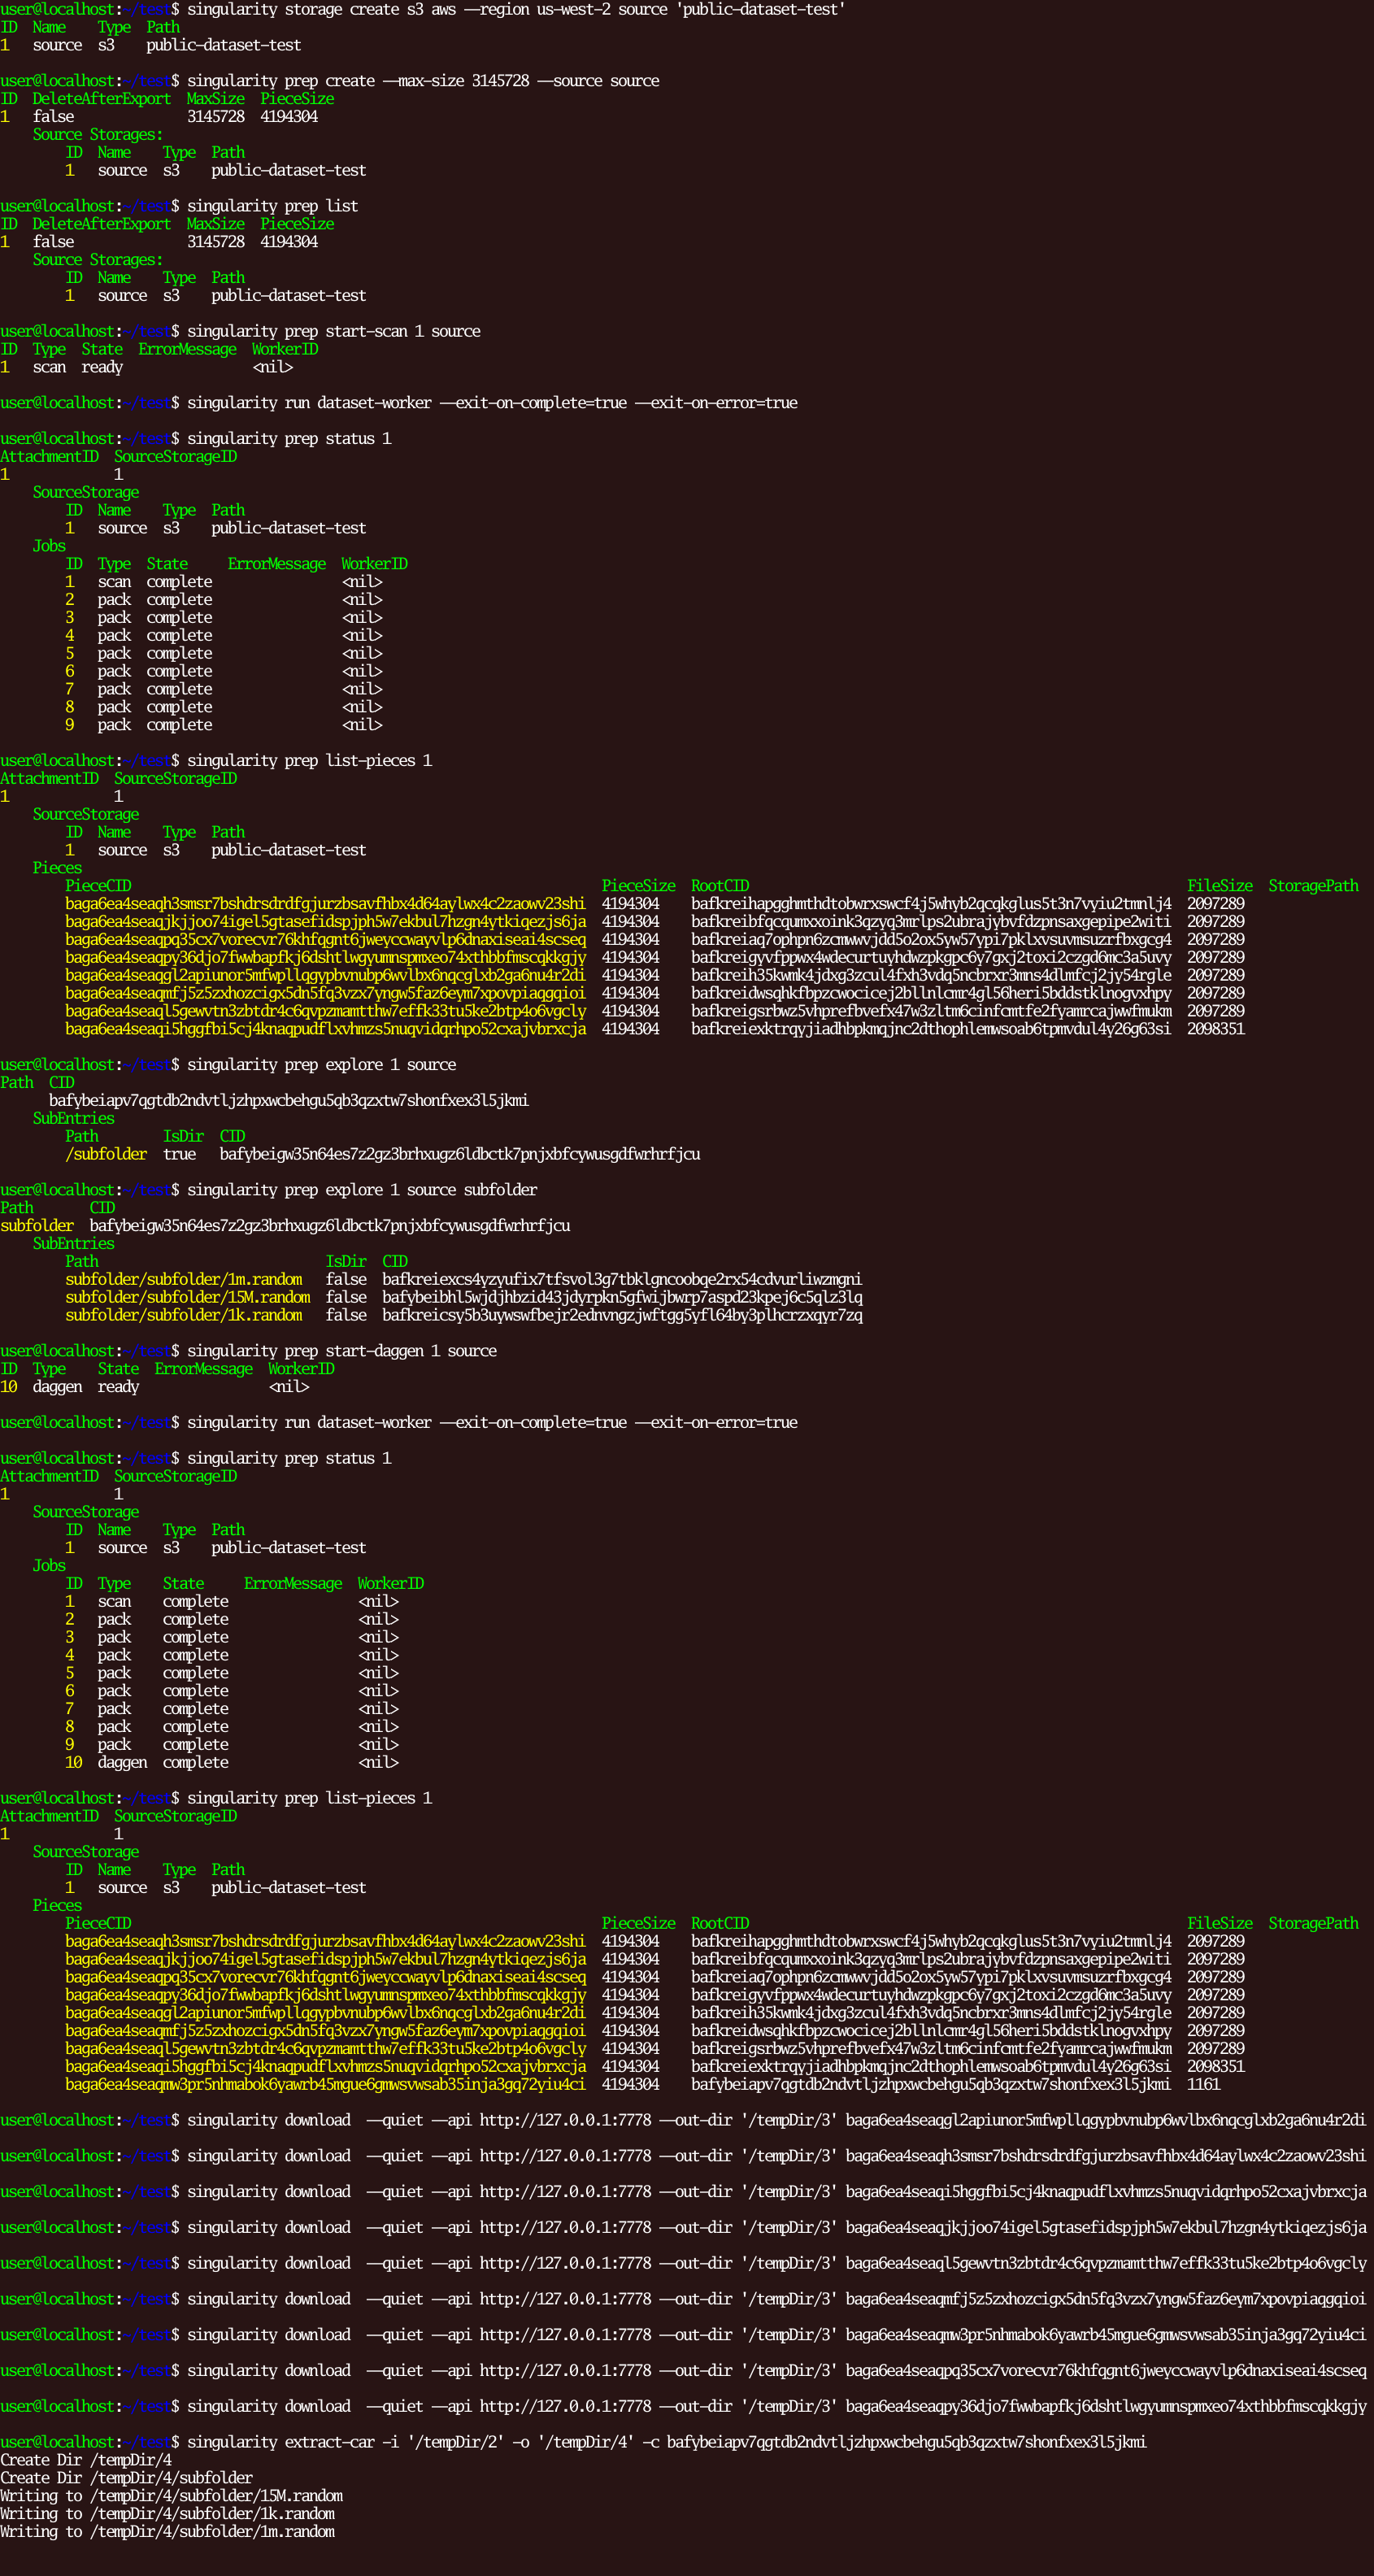 user@localhost:~/test$ singularity storage create s3 aws --region us-west-2 source 'public-dataset-test'
ID  Name    Type  Path
1   source  s3    public-dataset-test

user@localhost:~/test$ singularity prep create --max-size 3145728 --source source
ID  DeleteAfterExport  MaxSize  PieceSize
1   false              3145728  4194304
    Source Storages:
        ID  Name    Type  Path
        1   source  s3    public-dataset-test

user@localhost:~/test$ singularity prep list
ID  DeleteAfterExport  MaxSize  PieceSize
1   false              3145728  4194304
    Source Storages:
        ID  Name    Type  Path
        1   source  s3    public-dataset-test

user@localhost:~/test$ singularity prep start-scan 1 source
ID  Type  State  ErrorMessage  WorkerID
1   scan  ready                <nil>

user@localhost:~/test$ singularity run dataset-worker --exit-on-complete=true --exit-on-error=true

user@localhost:~/test$ singularity prep status 1
AttachmentID  SourceStorageID
1             1
    SourceStorage
        ID  Name    Type  Path
        1   source  s3    public-dataset-test
    Jobs
        ID  Type  State     ErrorMessage  WorkerID
        1   scan  complete                <nil>
        2   pack  complete                <nil>
        3   pack  complete                <nil>
        4   pack  complete                <nil>
        5   pack  complete                <nil>
        6   pack  complete                <nil>
        7   pack  complete                <nil>
        8   pack  complete                <nil>
        9   pack  complete                <nil>

user@localhost:~/test$ singularity prep list-pieces 1
AttachmentID  SourceStorageID
1             1
    SourceStorage
        ID  Name    Type  Path
        1   source  s3    public-dataset-test
    Pieces
        PieceCID  PieceSize  RootCID  FileSize  StoragePath
        baga6ea4seaqh3smsr7bshdrsdrdfgjurzbsavfhbx4d64aylwx4c2zaowv23shi  4194304  bafkreihapgghmthdtobwrxswcf4j5whyb2qcqkglus5t3n7vyiu2tmnlj4  2097289
        baga6ea4seaqjkjjoo74igel5gtasefidspjph5w7ekbul7hzgn4ytkiqezjs6ja  4194304  bafkreibfqcqumxxoink3qzyq3mrlps2ubrajybvfdzpnsaxgepipe2witi  2097289
        baga6ea4seaqpq35cx7vorecvr76khfqgnt6jweyccwayvlp6dnaxiseai4scseq  4194304  bafkreiaq7ophpn6zcmwwvjdd5o2ox5yw57ypi7pklxvsuvmsuzrfbxgcg4  2097289
        baga6ea4seaqpy36djo7fwwbapfkj6dshtlwgyumnspmxeo74xthbbfmscqkkgjy  4194304  bafkreigyvfppwx4wdecurtuyhdwzpkgpc6y7gxj2toxi2czgd6mc3a5uvy  2097289
        baga6ea4seaqgl2apiunor5mfwpllqgypbvnubp6wvlbx6nqcglxb2ga6nu4r2di  4194304  bafkreih35kwmk4jdxg3zcul4fxh3vdq5ncbrxr3mns4dlmfcj2jy54rgle  2097289
        baga6ea4seaqmfj5z5zxhozcigx5dn5fq3vzx7yngw5faz6eym7xpovpiaqgqioi  4194304  bafkreidwsqhkfbpzcwocicej2bllnlcmr4gl56heri5bddstklnogvxhpy  2097289
        baga6ea4seaql5gewvtn3zbtdr4c6qvpzmamtthw7effk33tu5ke2btp4o6vgcly  4194304  bafkreigsrbwz5vhprefbvefx47w3zltm6cinfcmtfe2fyamrcajwwfmukm  2097289
        baga6ea4seaqi5hggfbi5cj4knaqpudflxvhmzs5nuqvidqrhpo52cxajvbrxcja  4194304  bafkreiexktrqyjiadhbpkmqjnc2dthophlemwsoab6tpmvdul4y26g63si  2098351

user@localhost:~/test$ singularity prep explore 1 source
Path  CID
      bafybeiapv7qgtdb2ndvtljzhpxwcbehgu5qb3qzxtw7shonfxex3l5jkmi
    SubEntries
        Path        IsDir  CID
        /subfolder  true   bafybeigw35n64es7z2gz3brhxugz6ldbctk7pnjxbfcywusgdfwrhrfjcu

user@localhost:~/test$ singularity prep explore 1 source subfolder
Path       CID
subfolder  bafybeigw35n64es7z2gz3brhxugz6ldbctk7pnjxbfcywusgdfwrhrfjcu
    SubEntries
        Path                            IsDir  CID
        subfolder/subfolder/1m.random   false  bafkreiexcs4yzyufix7tfsvol3g7tbklgncoobqe2rx54cdvurliwzmgni
        subfolder/subfolder/15M.random  false  bafybeibhl5wjdjhbzid43jdyrpkn5gfwijbwrp7aspd23kpej6c5qlz3lq
        subfolder/subfolder/1k.random   false  bafkreicsy5b3uywswfbejr2ednvngzjwftgg5yfl64by3plhcrzxqyr7zq

user@localhost:~/test$ singularity prep start-daggen 1 source
ID  Type    State  ErrorMessage  WorkerID
10  daggen  ready                <nil>

user@localhost:~/test$ singularity run dataset-worker --exit-on-complete=true --exit-on-error=true

user@localhost:~/test$ singularity prep status 1
AttachmentID  SourceStorageID
1             1
    SourceStorage
        ID  Name    Type  Path
        1   source  s3    public-dataset-test
    Jobs
        ID  Type    State     ErrorMessage  WorkerID
        1   scan    complete                <nil>
        2   pack    complete                <nil>
        3   pack    complete                <nil>
        4   pack    complete                <nil>
        5   pack    complete                <nil>
        6   pack    complete                <nil>
        7   pack    complete                <nil>
        8   pack    complete                <nil>
        9   pack    complete                <nil>
        10  daggen  complete                <nil>

user@localhost:~/test$ singularity prep list-pieces 1
AttachmentID  SourceStorageID
1             1
    SourceStorage
        ID  Name    Type  Path
        1   source  s3    public-dataset-test
    Pieces
        PieceCID  PieceSize  RootCID  FileSize  StoragePath
        baga6ea4seaqh3smsr7bshdrsdrdfgjurzbsavfhbx4d64aylwx4c2zaowv23shi  4194304  bafkreihapgghmthdtobwrxswcf4j5whyb2qcqkglus5t3n7vyiu2tmnlj4  2097289
        baga6ea4seaqjkjjoo74igel5gtasefidspjph5w7ekbul7hzgn4ytkiqezjs6ja  4194304  bafkreibfqcqumxxoink3qzyq3mrlps2ubrajybvfdzpnsaxgepipe2witi  2097289
        baga6ea4seaqpq35cx7vorecvr76khfqgnt6jweyccwayvlp6dnaxiseai4scseq  4194304  bafkreiaq7ophpn6zcmwwvjdd5o2ox5yw57ypi7pklxvsuvmsuzrfbxgcg4  2097289
        baga6ea4seaqpy36djo7fwwbapfkj6dshtlwgyumnspmxeo74xthbbfmscqkkgjy  4194304  bafkreigyvfppwx4wdecurtuyhdwzpkgpc6y7gxj2toxi2czgd6mc3a5uvy  2097289
        baga6ea4seaqgl2apiunor5mfwpllqgypbvnubp6wvlbx6nqcglxb2ga6nu4r2di  4194304  bafkreih35kwmk4jdxg3zcul4fxh3vdq5ncbrxr3mns4dlmfcj2jy54rgle  2097289
        baga6ea4seaqmfj5z5zxhozcigx5dn5fq3vzx7yngw5faz6eym7xpovpiaqgqioi  4194304  bafkreidwsqhkfbpzcwocicej2bllnlcmr4gl56heri5bddstklnogvxhpy  2097289
        baga6ea4seaql5gewvtn3zbtdr4c6qvpzmamtthw7effk33tu5ke2btp4o6vgcly  4194304  bafkreigsrbwz5vhprefbvefx47w3zltm6cinfcmtfe2fyamrcajwwfmukm  2097289
        baga6ea4seaqi5hggfbi5cj4knaqpudflxvhmzs5nuqvidqrhpo52cxajvbrxcja  4194304  bafkreiexktrqyjiadhbpkmqjnc2dthophlemwsoab6tpmvdul4y26g63si  2098351
        baga6ea4seaqmw3pr5nhmabok6yawrb45mgue6gmwsvwsab35inja3gq72yiu4ci  4194304  bafybeiapv7qgtdb2ndvtljzhpxwcbehgu5qb3qzxtw7shonfxex3l5jkmi  1161

user@localhost:~/test$ singularity download  --quiet --api http://127.0.0.1:7778 --out-dir '/tempDir/3' baga6ea4seaqgl2apiunor5mfwpllqgypbvnubp6wvlbx6nqcglxb2ga6nu4r2di

user@localhost:~/test$ singularity download  --quiet --api http://127.0.0.1:7778 --out-dir '/tempDir/3' baga6ea4seaqh3smsr7bshdrsdrdfgjurzbsavfhbx4d64aylwx4c2zaowv23shi

user@localhost:~/test$ singularity download  --quiet --api http://127.0.0.1:7778 --out-dir '/tempDir/3' baga6ea4seaqi5hggfbi5cj4knaqpudflxvhmzs5nuqvidqrhpo52cxajvbrxcja

user@localhost:~/test$ singularity download  --quiet --api http://127.0.0.1:7778 --out-dir '/tempDir/3' baga6ea4seaqjkjjoo74igel5gtasefidspjph5w7ekbul7hzgn4ytkiqezjs6ja

user@localhost:~/test$ singularity download  --quiet --api http://127.0.0.1:7778 --out-dir '/tempDir/3' baga6ea4seaql5gewvtn3zbtdr4c6qvpzmamtthw7effk33tu5ke2btp4o6vgcly

user@localhost:~/test$ singularity download  --quiet --api http://127.0.0.1:7778 --out-dir '/tempDir/3' baga6ea4seaqmfj5z5zxhozcigx5dn5fq3vzx7yngw5faz6eym7xpovpiaqgqioi

user@localhost:~/test$ singularity download  --quiet --api http://127.0.0.1:7778 --out-dir '/tempDir/3' baga6ea4seaqmw3pr5nhmabok6yawrb45mgue6gmwsvwsab35inja3gq72yiu4ci

user@localhost:~/test$ singularity download  --quiet --api http://127.0.0.1:7778 --out-dir '/tempDir/3' baga6ea4seaqpq35cx7vorecvr76khfqgnt6jweyccwayvlp6dnaxiseai4scseq

user@localhost:~/test$ singularity download  --quiet --api http://127.0.0.1:7778 --out-dir '/tempDir/3' baga6ea4seaqpy36djo7fwwbapfkj6dshtlwgyumnspmxeo74xthbbfmscqkkgjy

user@localhost:~/test$ singularity extract-car -i '/tempDir/2' -o '/tempDir/4' -c bafybeiapv7qgtdb2ndvtljzhpxwcbehgu5qb3qzxtw7shonfxex3l5jkmi
Create Dir /tempDir/4
Create Dir /tempDir/4/subfolder
Writing to /tempDir/4/subfolder/15M.random
Writing to /tempDir/4/subfolder/1k.random
Writing to /tempDir/4/subfolder/1m.random